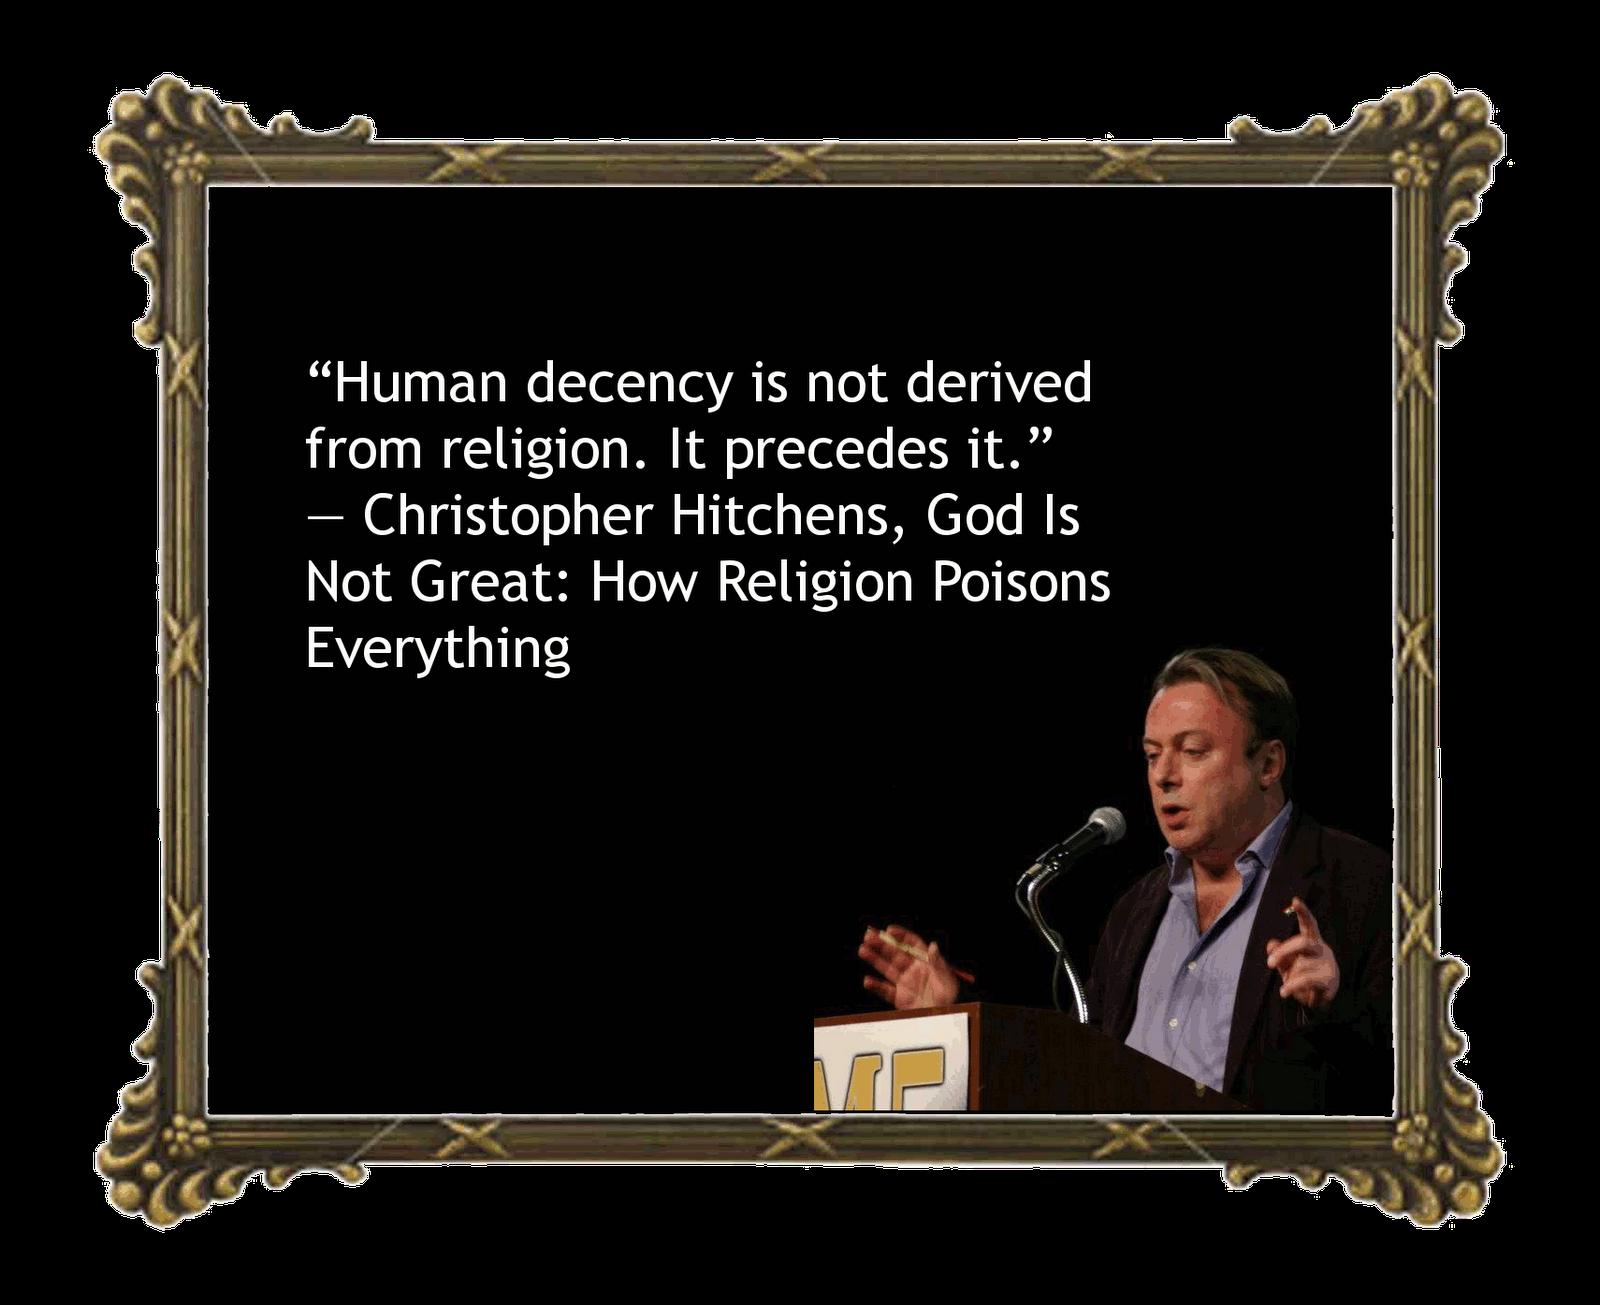 “Human decency is not derived
from religion. It precedes it.”
— Christopher Hitchens, God Is
Not Great: How Religion Poisons
Everything
ME